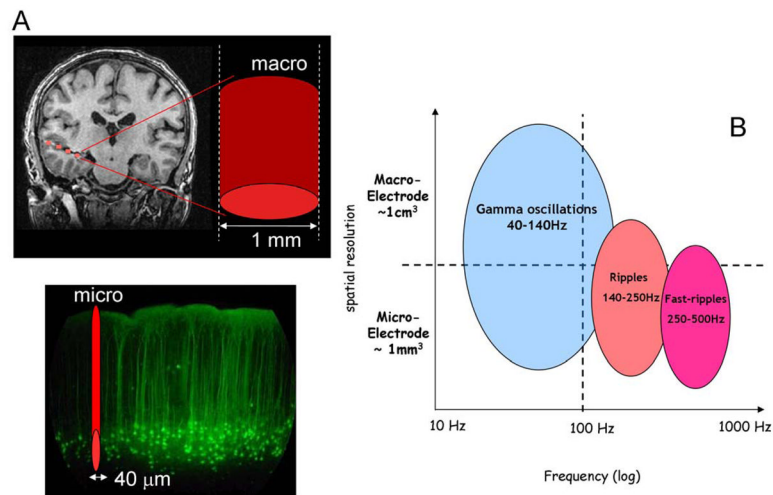 A
macro
1 mm
micro
40 μm
B
spatial resolution
Macro-
Electrode
~1cm³
Micro-
Electrode
~ 1mm³
Gamma oscillations
40-140Hz
Ripples
140-250Hz
Fast-ripples
250-500Hz
10 Hz
100 Hz
1000 Hz
Frequency (log)